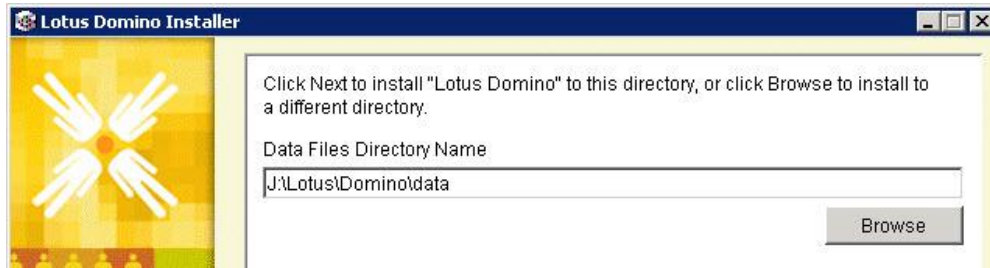 Lotus Domino Installer
Click Next to install "Lotus Domino" to this directory, or click Browse to install to
a different directory.
Data Files Directory Name
J:\Lotus\Domino\data
Browse